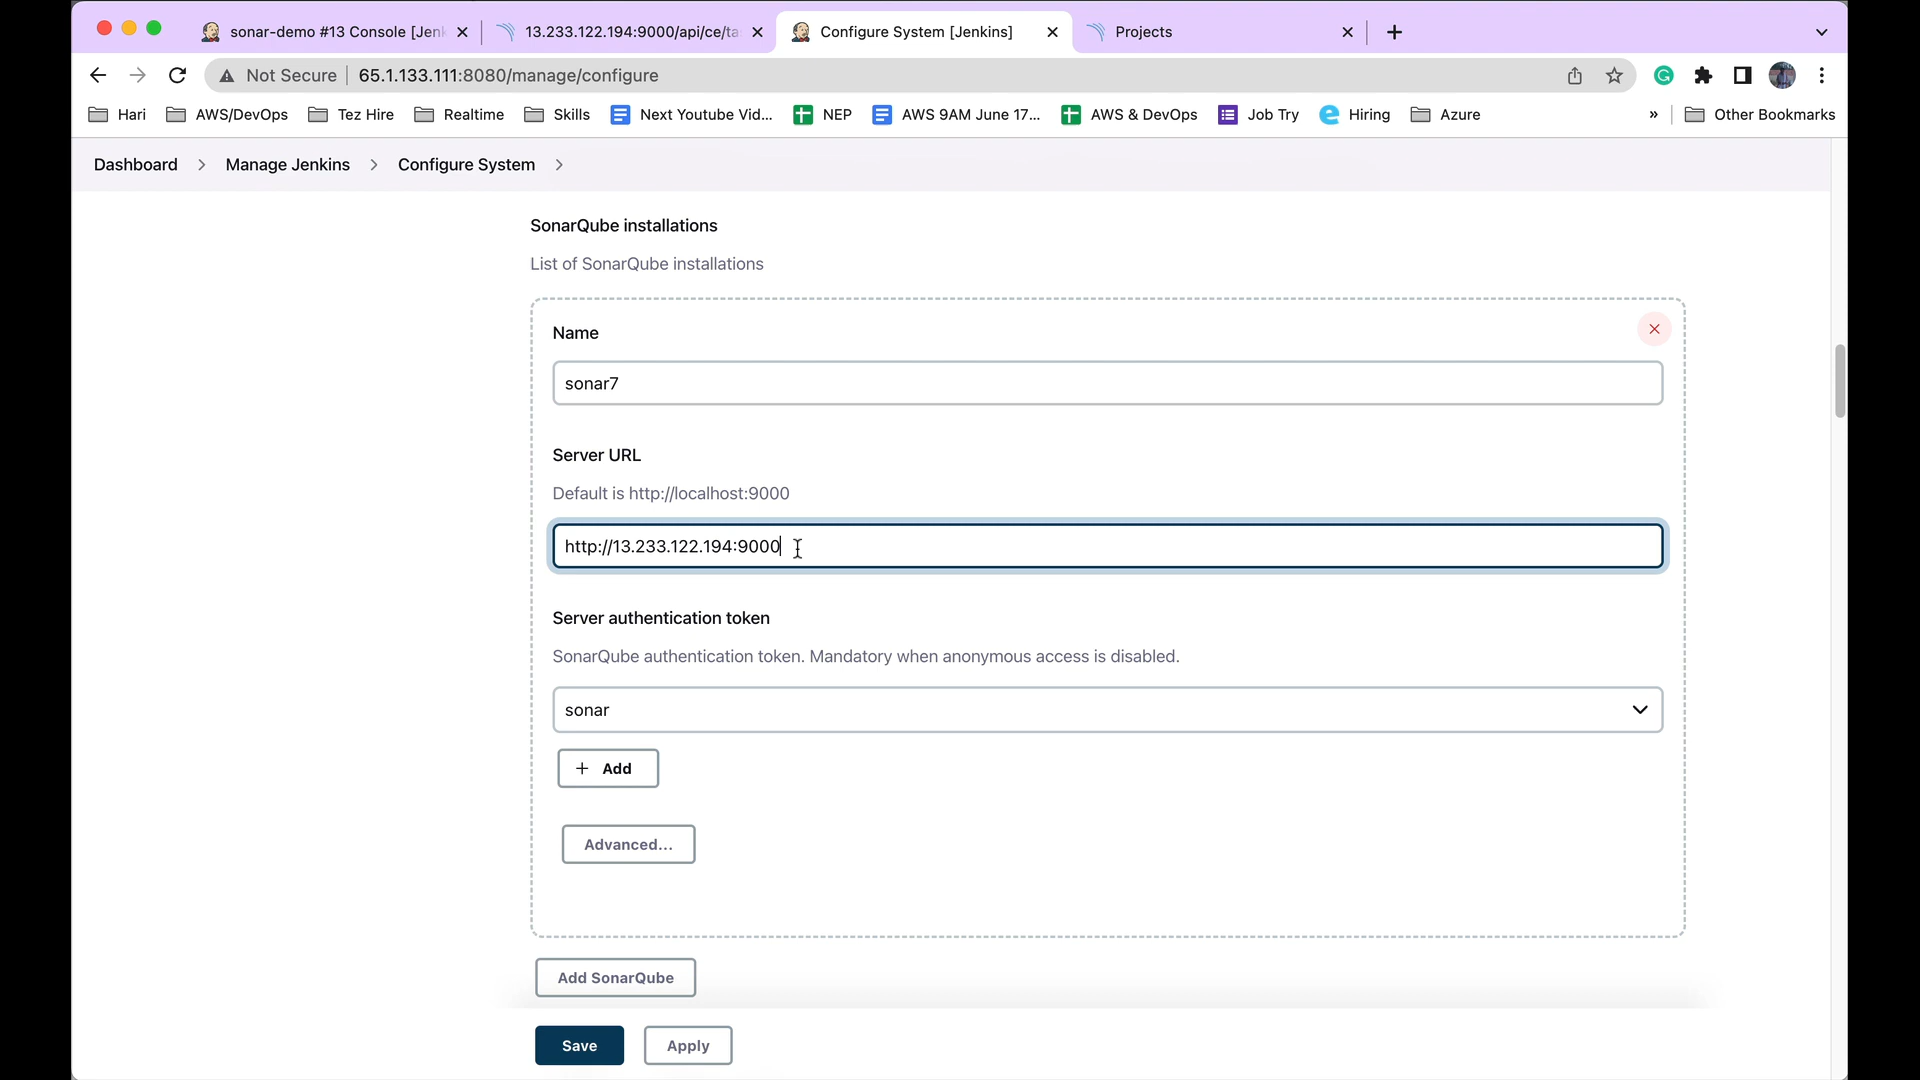 sonar-demo #13 Console [Jen
13.233.122.194:9000/api/ce/ta
Configure System [Jenkins]
Projects
Not Secure
65.1.133.111:8080/manage/configure
Hari
AWS/DevOps
Tez Hire
Realtime
Skills
Next Youtube Vid...
NEP
AWS 9AM June 17...
AWS & DevOps
Job Try
Hiring
Azure
»
Other Bookmarks
Dashboard
Manage Jenkins
Configure System
SonarQube installations
List of SonarQube installations
Name
sonar7
Server URL
Default is http://localhost:9000
http://13.233.122.194:9000
Server authentication token
SonarQube authentication token. Mandatory when anonymous access is disabled.
sonar
+ Add
Advanced...
Add SonarQube
Save
Apply